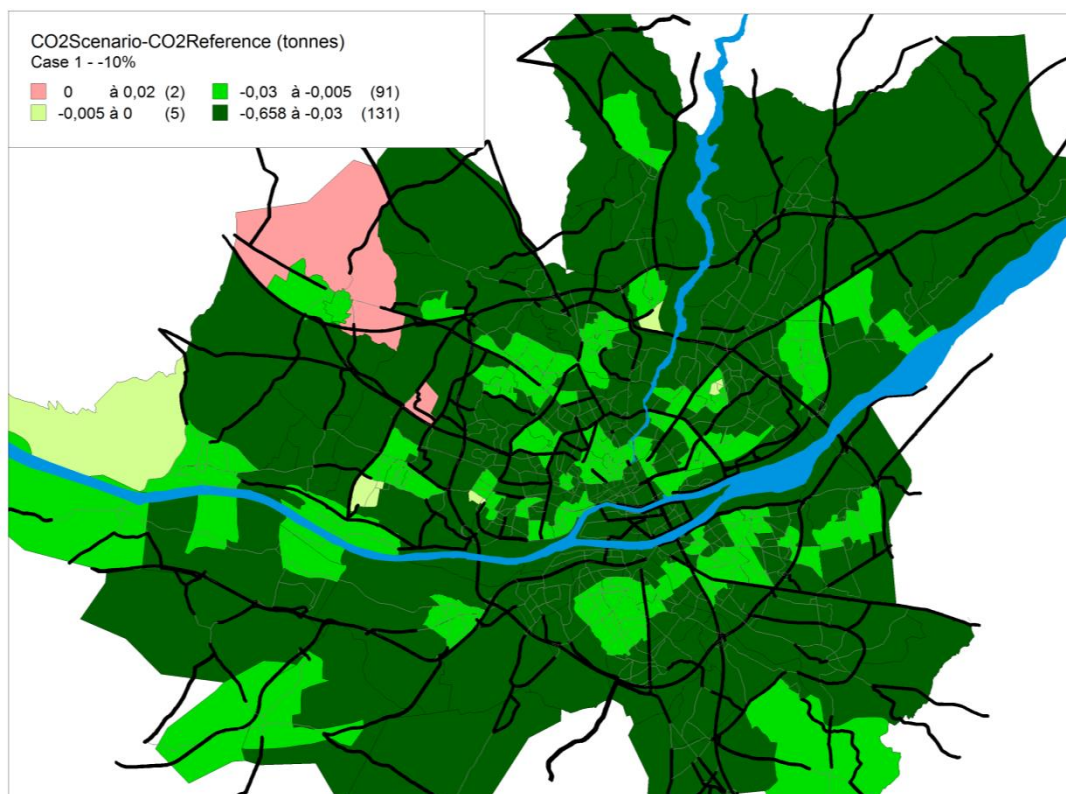 CO2Scenario-CO2Reference (tonnes)
Case 1 - -10%
0 à 0,02 (2) -0,03 à -0,005 (91)
-0,005 à 0 (5) -0,658 à -0,03 (131)